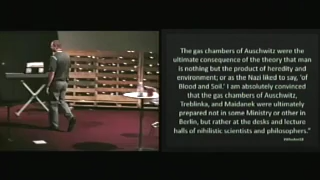 The gas chambers of Auschwitz were the
ultimate consequence of the theory that man
is nothing but the product of heredity and
environment; or as the Nazi liked to say, 'of
Blood and Soil.' I am absolutely convinced
that the gas chambers of Auschwitz,
Treblinka, and Maidanek were ultimately
prepared not in some Ministry or other in
Berlin, but rather at the desks and lecture
halls of nihilistic scientists and philosophers."